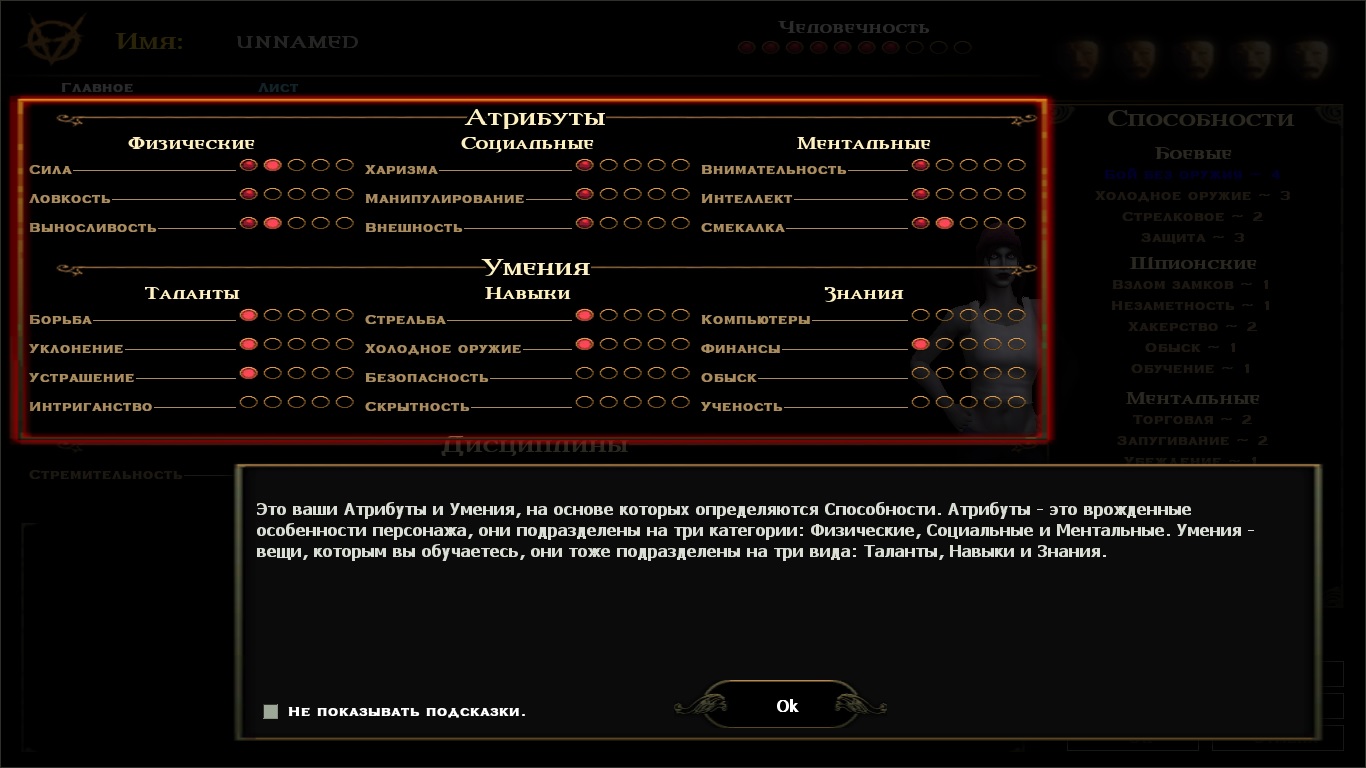 Имя: UNNAMED
Человечность
Главное Лист
Атрибуты
Физические Социальные Ментальные
Сила Харизма Внимательность
Ловкость Манипулирование Интеллект
Выносливость Внешность Смекалка
Умения
Таланты Навыки Знания
Борьба Стрельба Компьютеры
Уклонение Холодное оружие Финансы
Устрашение Безопасность Обыск
Интриганство Скрытность Ученость
Дисциплины
Стремительность
Способности
Боевые
Холодное оружие ~ 3
Стрелковое ~ 2
Защита ~ 3
Шпионские
Взлом замков ~ 1
Незаметность ~ 1
Хакерство ~ 2
Обыск ~ 1
Обучение ~ 1
Ментальные
Торговля ~ 2
Запугивание ~ 2
Убеждение ~ 1
Это ваши Атрибуты и Умения, на основе которых определяются Способности. Атрибуты - это врожденные
особенности персонажа, они подразделены на три категории: Физические, Социальные и Ментальные. Умения -
вещи, которым вы обучаетесь, они тоже подразделены на три вида: Таланты, Навыки и Знания.
Не показывать подсказки.
Ok